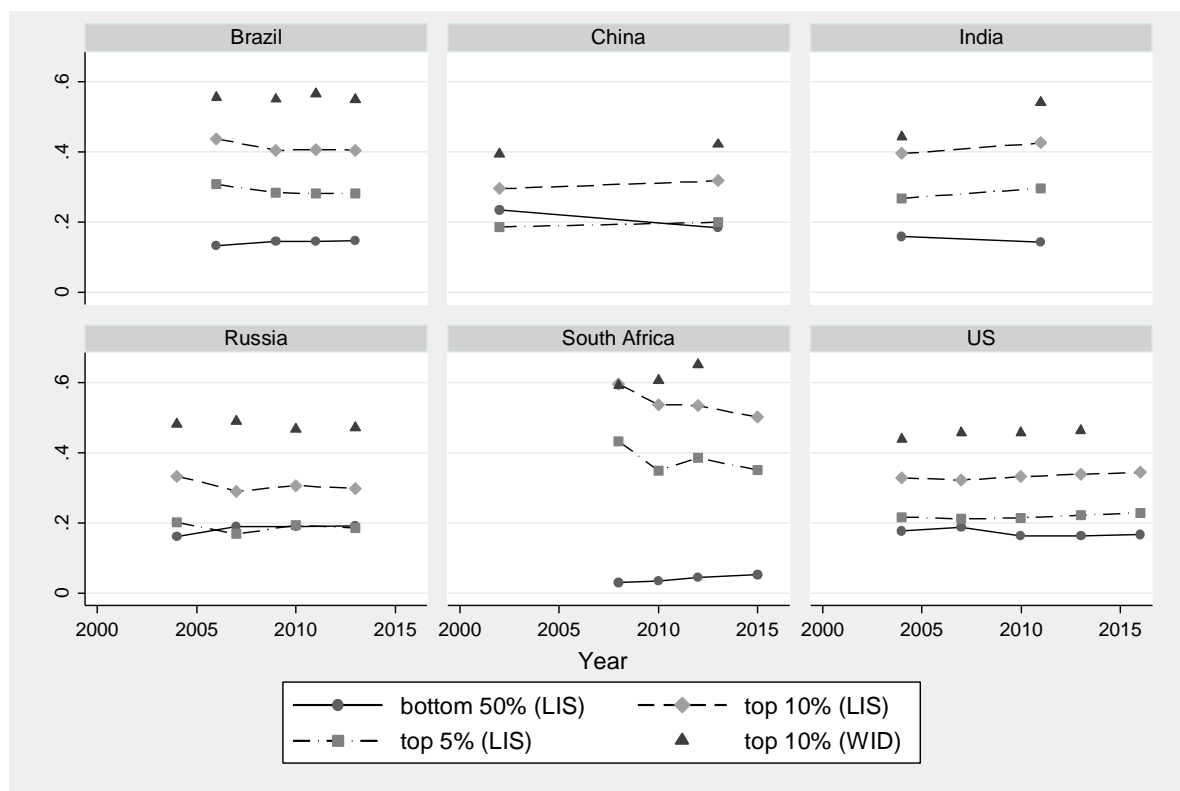 Brazil China India
.6
.4
.2
0
Russia South Africa US
.6
.4
.2
0
2000 2005 2010 2015 2000 2005 2010 2015 2000 2005 2010 2015
Year
bottom 50% (LIS) top 10% (LIS)
top 5% (LIS) top 10% (WID)